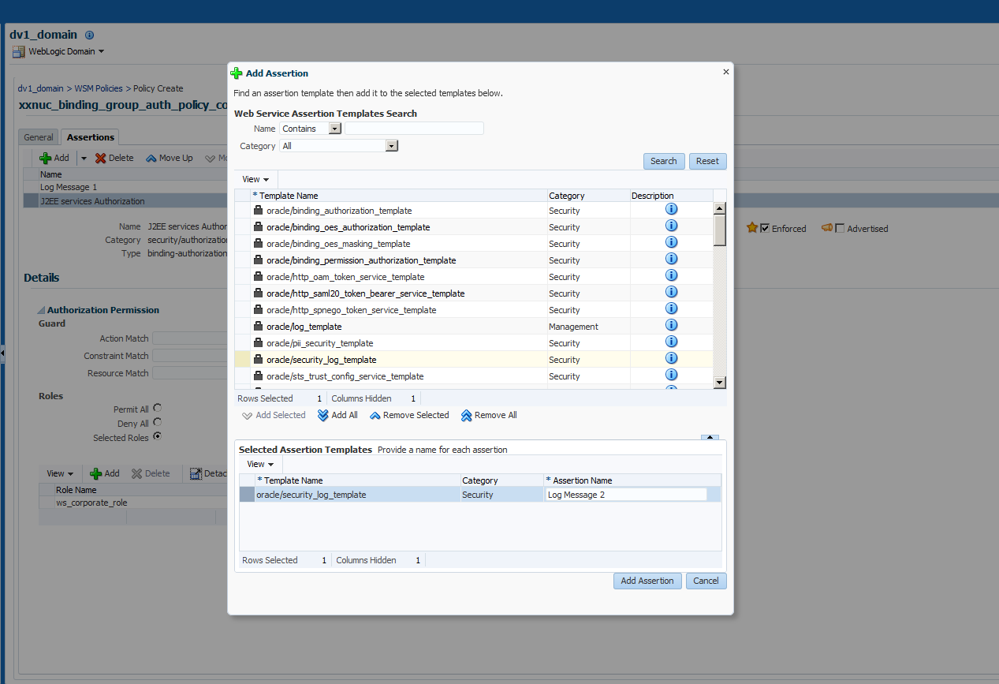 dv1_domain
WebLogic Domain
dv1_domain > WSM Policies > Policy Create
xxnuc_binding_group_auth_policy_co
General Assertions
Add Delete Move Up Mo
Name
Log Message 1
J2EE services Authorization
Name J2EE services Author
Category security/authorization
Type binding-authorization
Enforced Advertised
Details
Authorization Permission
Guard
Action Match
Constraint Match
Resource Match
Roles
Permit All
Deny All
Selected Roles
View Add Delete Detac
Role Name
ws_corporate_role
Add Assertion
Find an assertion template then add it to the selected templates below.
Web Service Assertion Templates Search
Name Contains
Category All
Search Reset
View
* Template Name Category Description
oracle/binding_authorization_template Security
oracle/binding_oes_authorization_template Security
oracle/binding_oes_masking_template Security
oracle/binding_permission_authorization_template Security
oracle/http_oam_token_service_template Security
oracle/http_saml20_token_bearer_service_template Security
oracle/http_spnego_token_service_template Security
oracle/log_template Management
oracle/pii_security_template Security
oracle/security_log_template Security
oracle/sts_trust_config_service_template Security
Rows Selected 1 Columns Hidden 1
Add Selected Add All Remove Selected Remove All
Selected Assertion Templates Provide a name for each assertion
View
* Template Name Category * Assertion Name
oracle/security_log_template Security Log Message 2
Rows Selected 1 Columns Hidden 1
Add Assertion Cancel